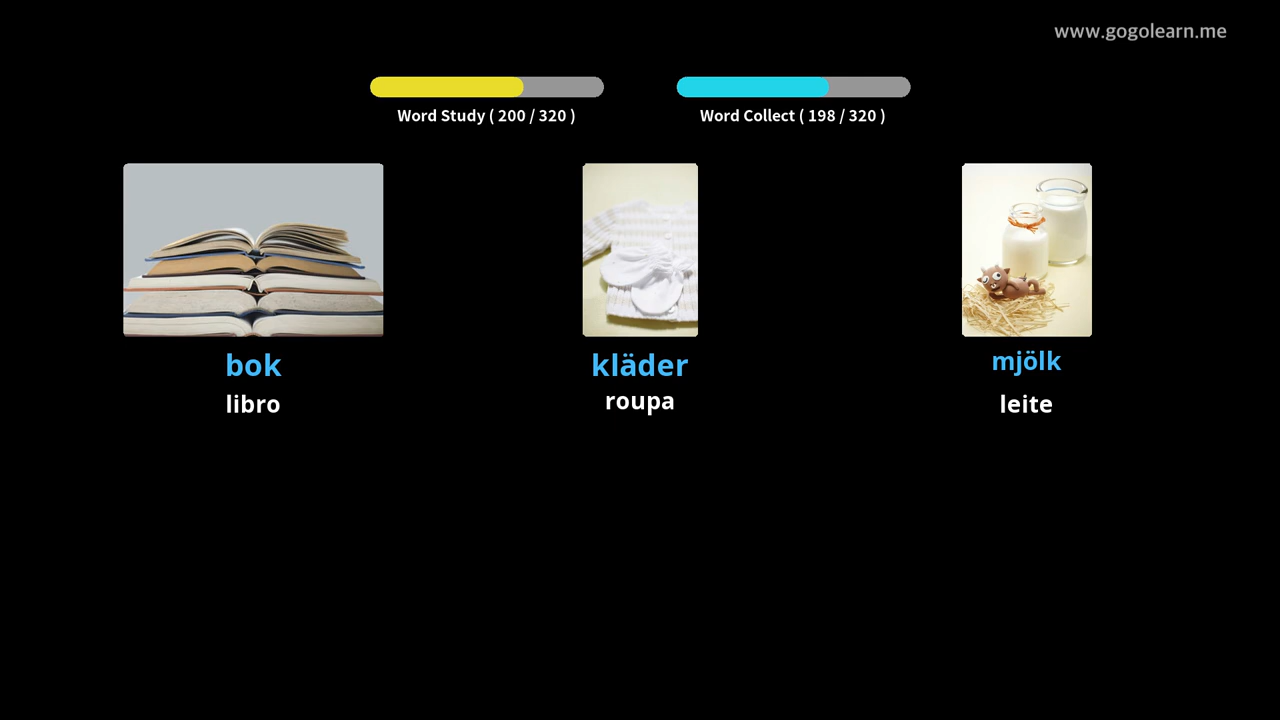 www.gogolearn.me
Word Study ( 200 / 320 )
Word Collect ( 198 / 320 )
bok
libro
kläder
roupa
mjölk
leite